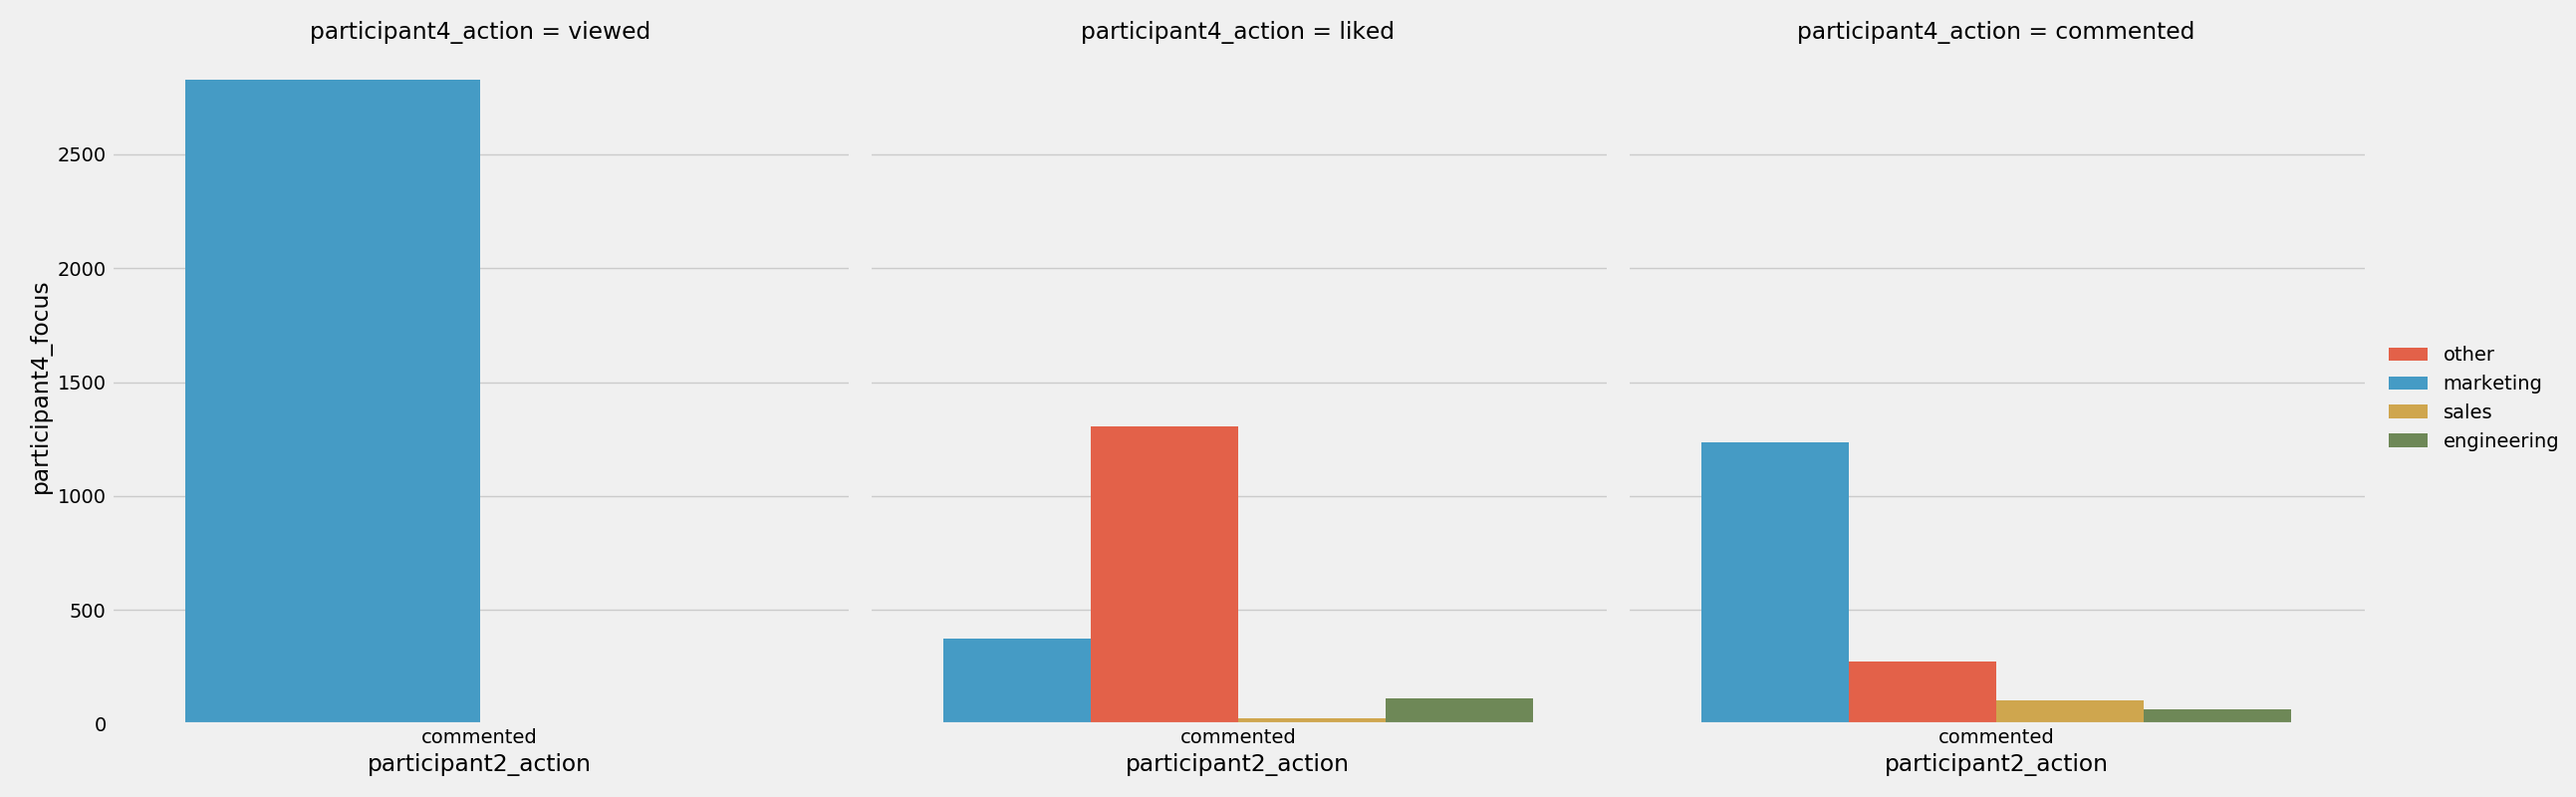 participant4_action = viewed
participant4_action = liked
participant4_action = commented
participant4_focus
2500
2000
1500
1000
500
0
commented
commented
commented
participant2_action
participant2_action
participant2_action
other
marketing
sales
engineering